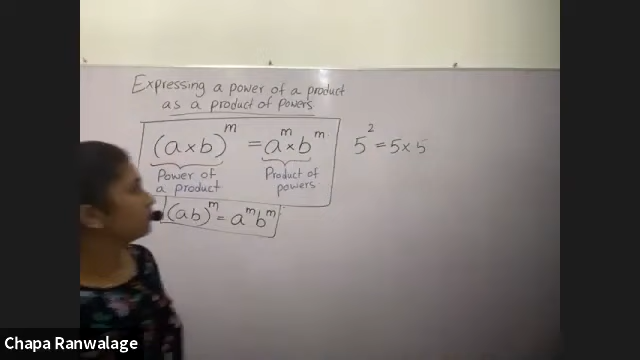 Expressing a power of a product
as a product of powers
(a×b)^m = a^m × b^m
Power of a product
Product of powers
(ab)^m = a^m b^m
5^2 = 5×5
Chapa Ranwalage